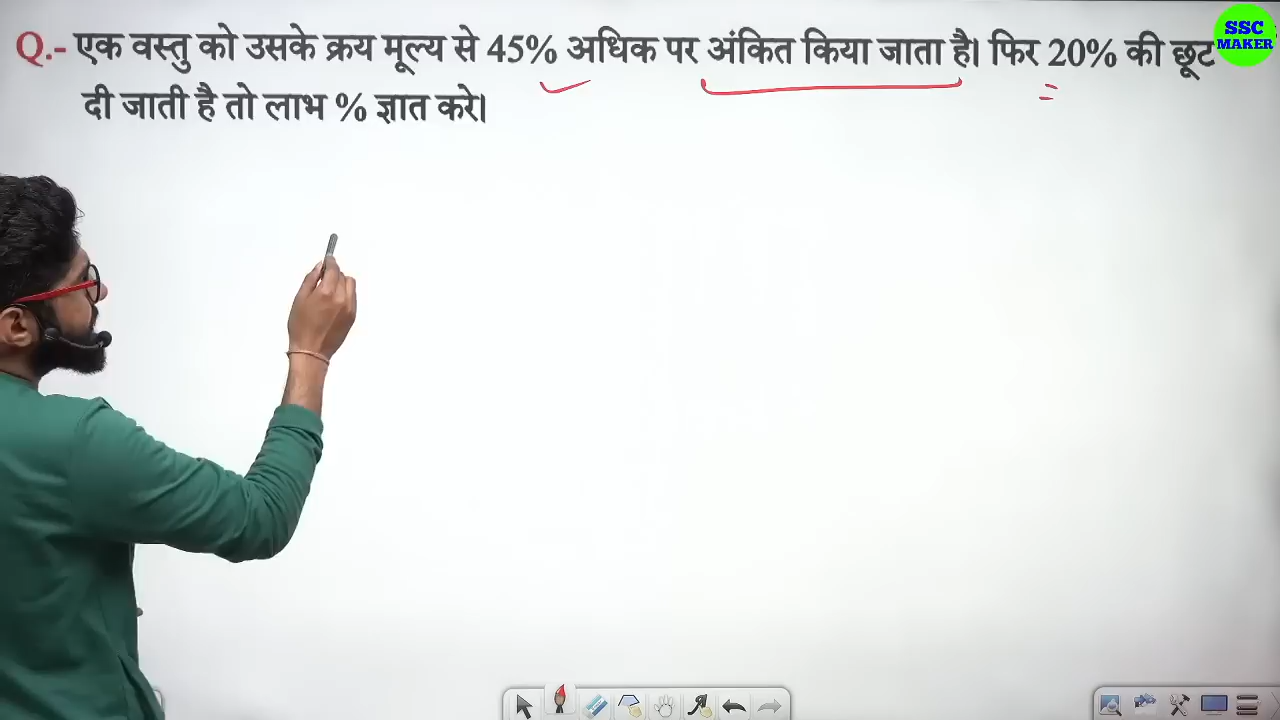 Q.- एक वस्तु को उसके क्रय मूल्य से 45% अधिक पर अंकित किया जाता है। फिर 20% की छूट
दी जाती है तो लाभ % ज्ञात करे।
SSC
MAKER